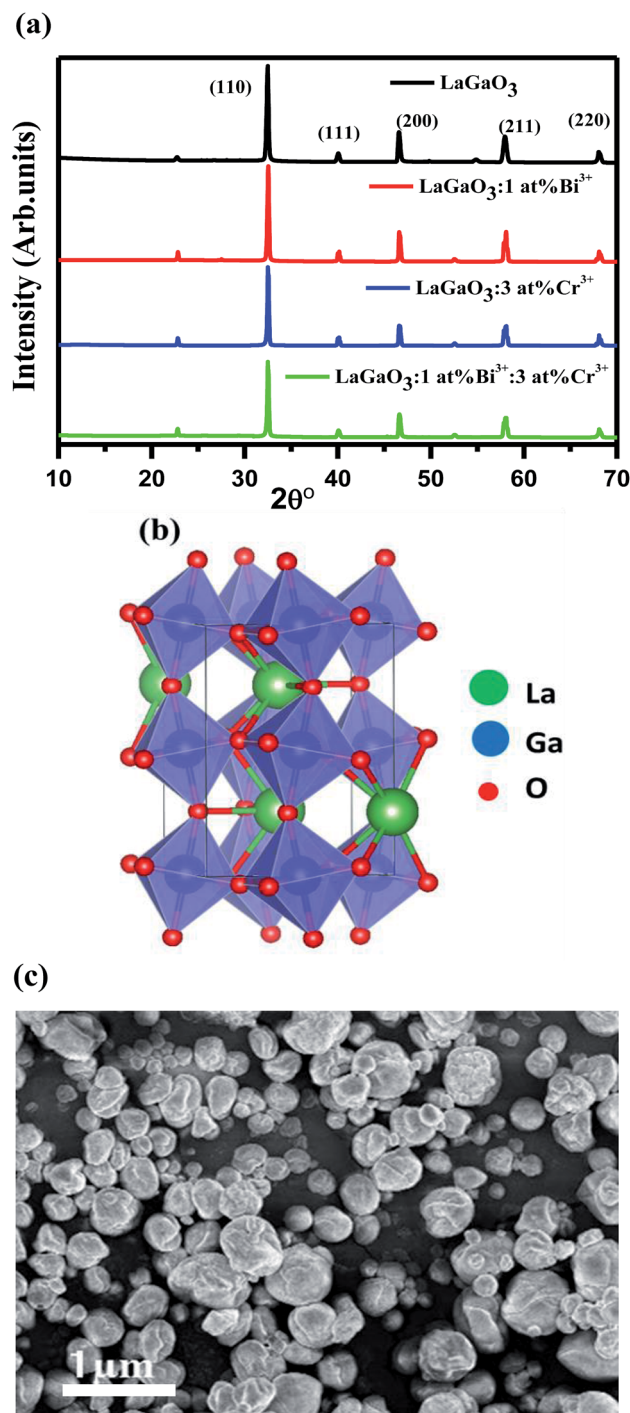 (a)
Intensity (Arb.units)
LaGaO₃
(110)
(111)
(200)
(211)
(220)
LaGaO₃:1 at%Bi³⁺
LaGaO₃:3 at%Cr³⁺
LaGaO₃:1 at%Bi³⁺:3 at%Cr³⁺
10 20 30 40 50 60 70
2θ°
(b)
La
Ga
O
(c)
1μm